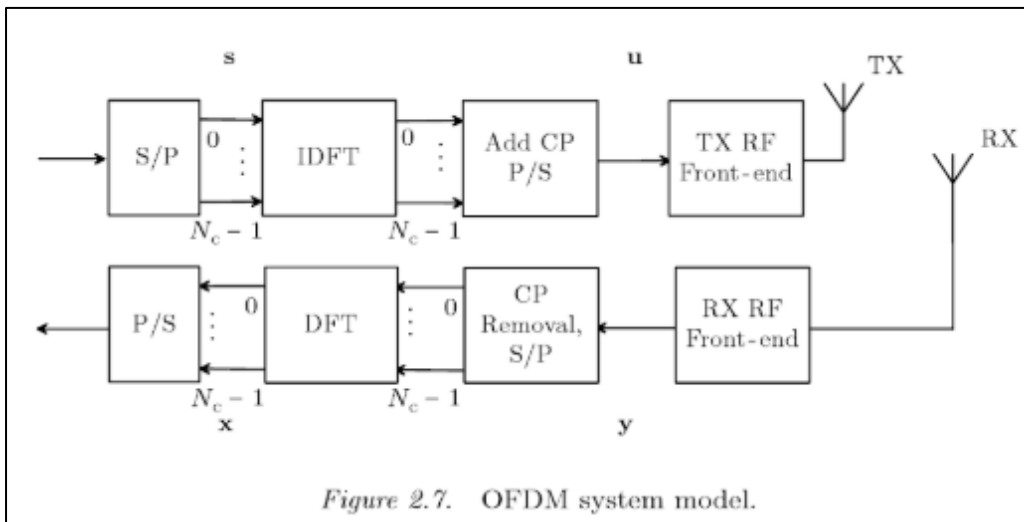 s
u
TX
RX
S/P
0
⋮
N_c − 1
IDFT
0
⋮
N_c − 1
Add CP
P/S
TX RF
Front-end
P/S
0
⋮
N_c − 1
DFT
0
⋮
N_c − 1
CP
Removal,
S/P
RX RF
Front-end
x
y
Figure 2.7. OFDM system model.